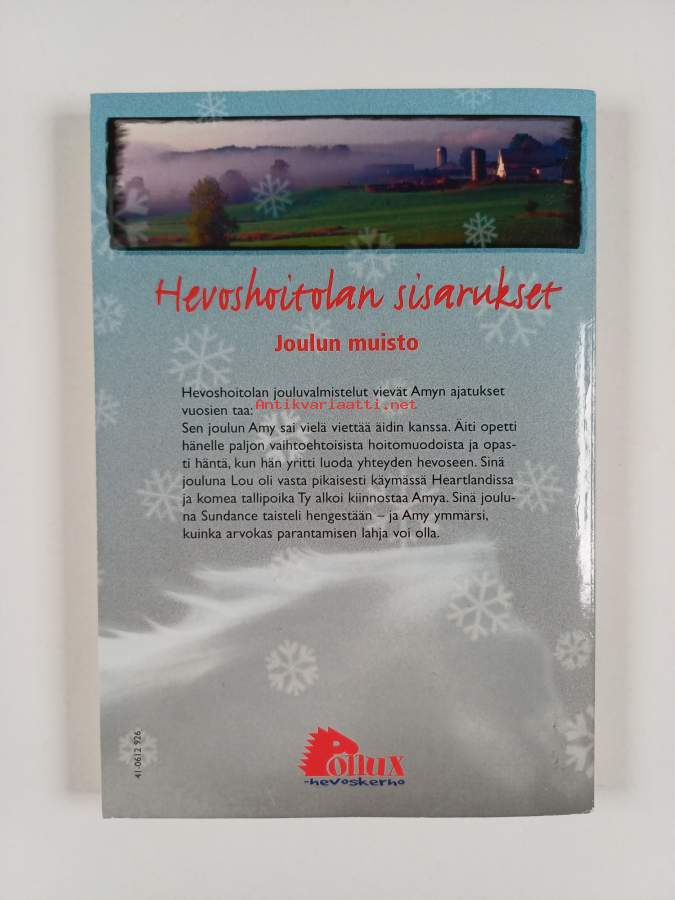 Hevoshoitolan sisarukset
Joulun muisto
Hevoshoitolan jouluvalmistelut vievät Amyn ajatukset
vuosien taa:
Antikvariaatti.net
Sen joulun Amy sai vielä viettää äidin kanssa. Äiti opetti
hänelle paljon vaihtoehtoisista hoitomuodoista ja opas-
ti häntä, kun hän yritti luoda yhteyden hevoseen. Sinä
jouluna Lou oli vasta pikaisesti käymässä Heartlandissa
ja komea tallipoika Ty alkoi kiinnostaa Amya. Sinä joulu-
na Sundance taisteli hengestään – ja Amy ymmärsi,
kuinka arvokas parantamisen lahja voi olla.
41-0612 926
Pollux
-hevoskerho